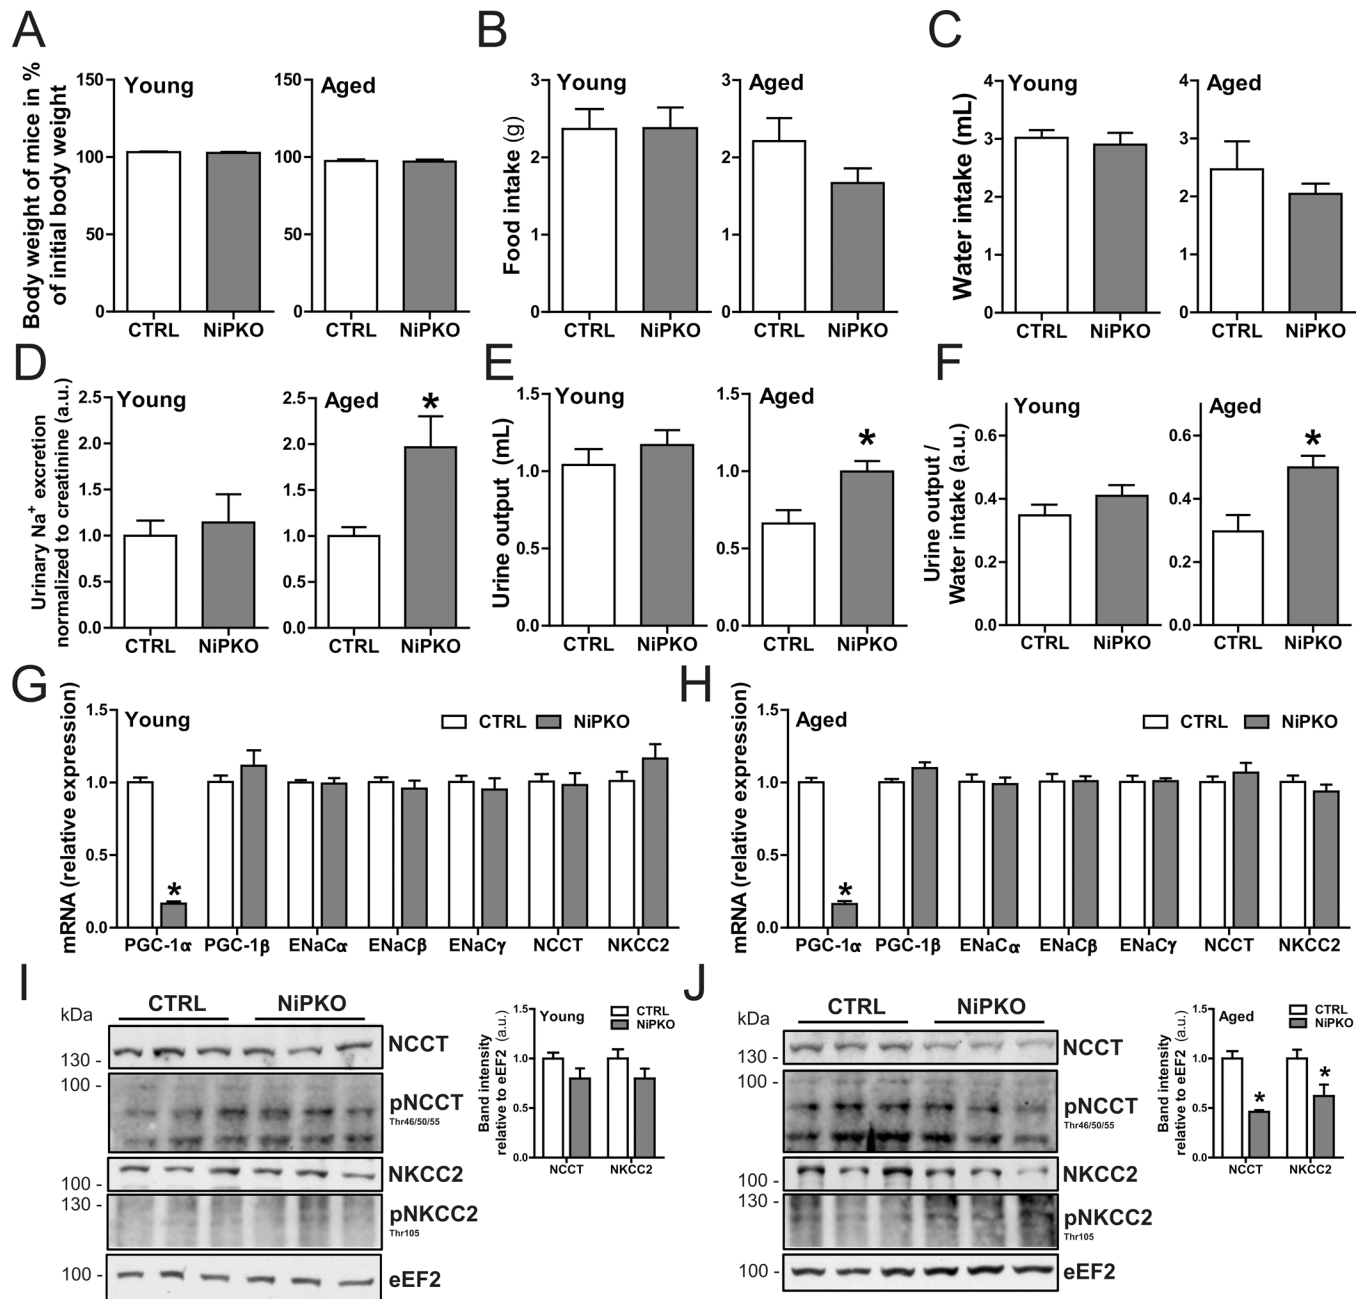 A
Body weight of mice in %
of initial body weight
150
100
50
0
Young
CTRL
NiPKO
150
100
50
0
Aged
CTRL
NiPKO
B
Food intake (g)
3
2
1
0
Young
CTRL
NiPKO
3
2
1
0
Aged
CTRL
NiPKO
C
Water intake (mL)
4
3
2
1
0
Young
CTRL
NiPKO
4
3
2
1
0
Aged
CTRL
NiPKO
D
Urinary Na+ excretion
normalized to creatinine (a.u.)
2.5
2.0
1.5
1.0
0.5
0.0
Young
CTRL
NiPKO
2.5
2.0
1.5
1.0
0.5
0.0
Aged
*
CTRL
NiPKO
E
Urine output (mL)
1.5
1.0
0.5
0.0
Young
CTRL
NiPKO
1.5
1.0
0.5
0.0
Aged
*
CTRL
NiPKO
F
Urine output /
Water intake (a.u.)
0.6
0.4
0.2
0.0
Young
CTRL
NiPKO
0.6
0.4
0.2
0.0
Aged
*
CTRL
NiPKO
G
mRNA (relative expression)
1.5
1.0
0.5
0.0
Young
CTRL
NiPKO
*
PGC-1α
PGC-1β
ENaCα
ENaCβ
ENaCγ
NCCT
NKCC2
H
mRNA (relative expression)
1.5
1.0
0.5
0.0
Aged
CTRL
NiPKO
*
PGC-1α
PGC-1β
ENaCα
ENaCβ
ENaCγ
NCCT
NKCC2
I
kDa
CTRL
NiPKO
130 -
NCCT
100 -
pNCCT
Thr46/50/55
100 -
NKCC2
130 -
pNKCC2
Thr105
100 -
eEF2
Band intensity
relative to eEF2 (a.u.)
1.5
1.0
0.5
0.0
Young
CTRL
NiPKO
NCCT
NKCC2
J
kDa
CTRL
NiPKO
130 -
NCCT
100 -
pNCCT
Thr46/50/55
100 -
NKCC2
130 -
pNKCC2
Thr105
100 -
eEF2
Band intensity
relative to eEF2 (a.u.)
1.5
1.0
0.5
0.0
Aged
CTRL
NiPKO
*
*
NCCT
NKCC2